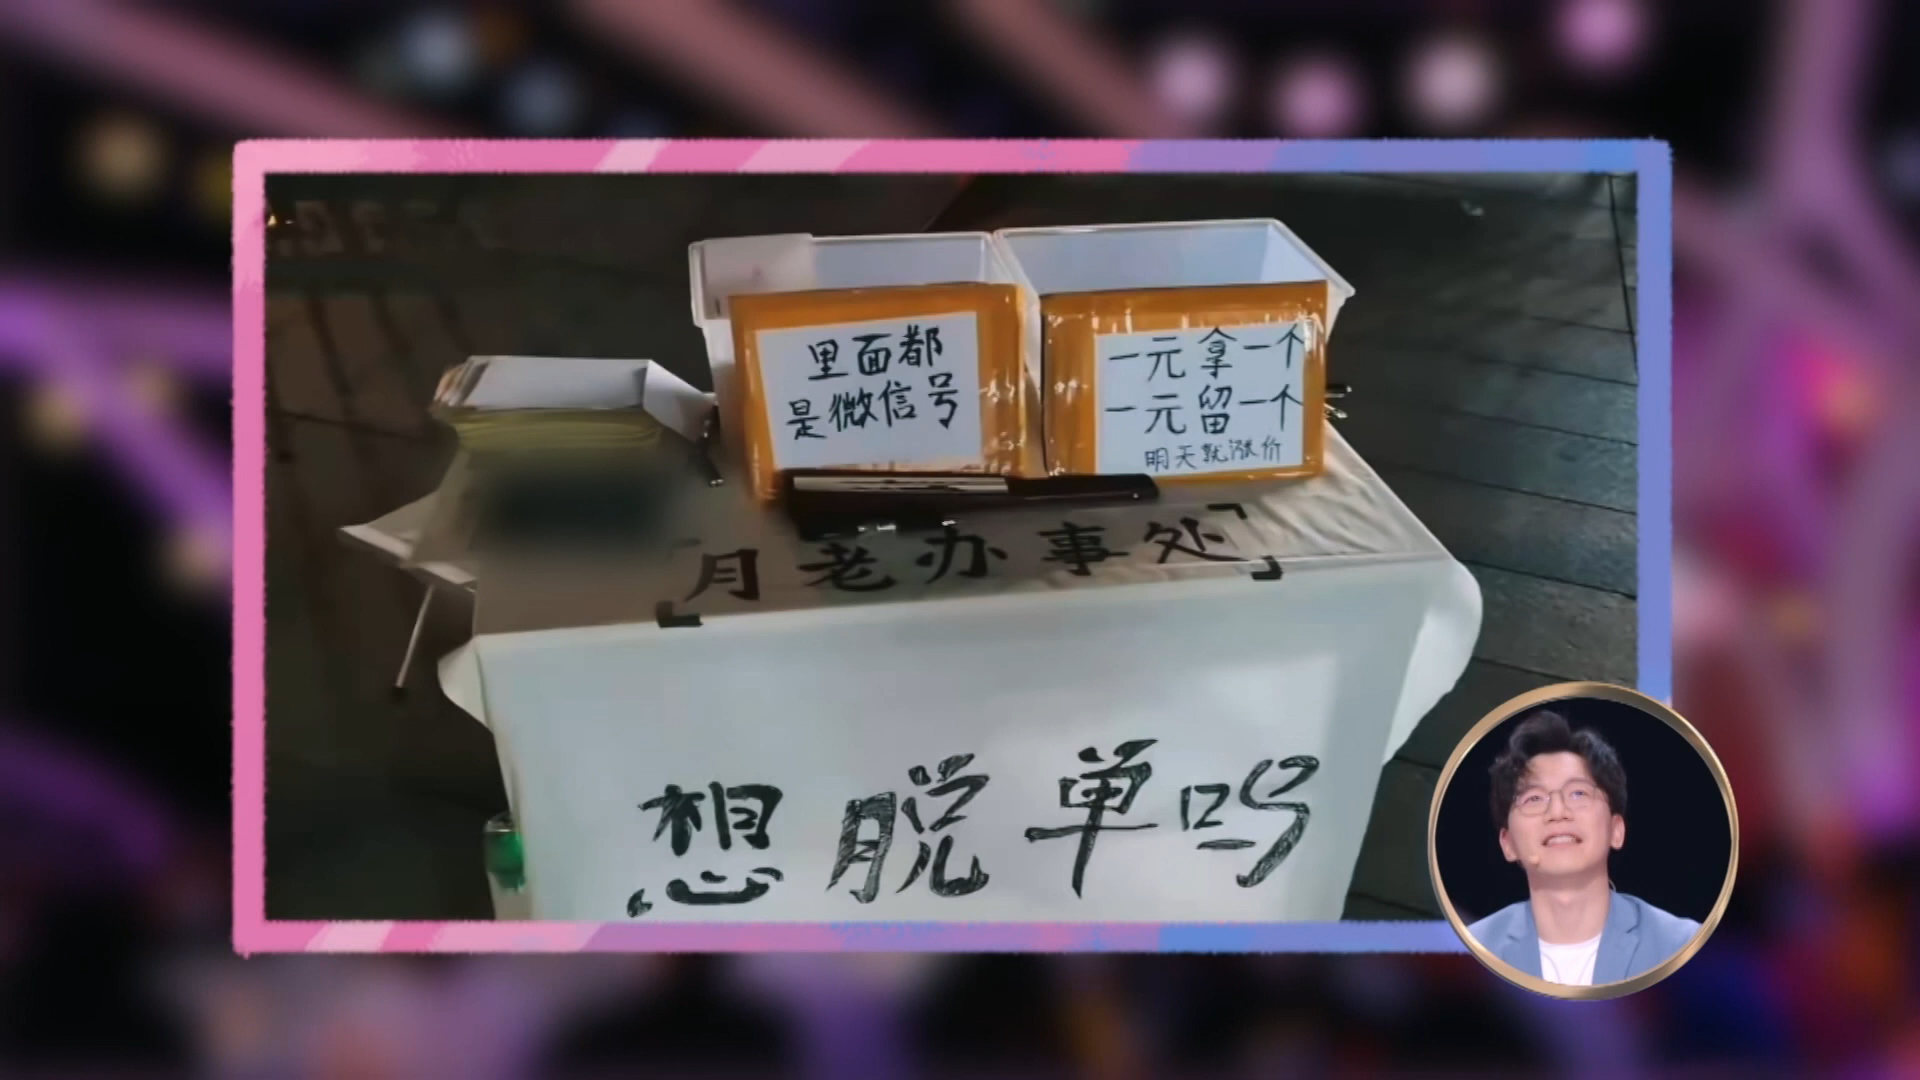 里面都
是微信号
一元拿一个
一元留一个
明天就涨价
「月老办事处」
想脱单吗